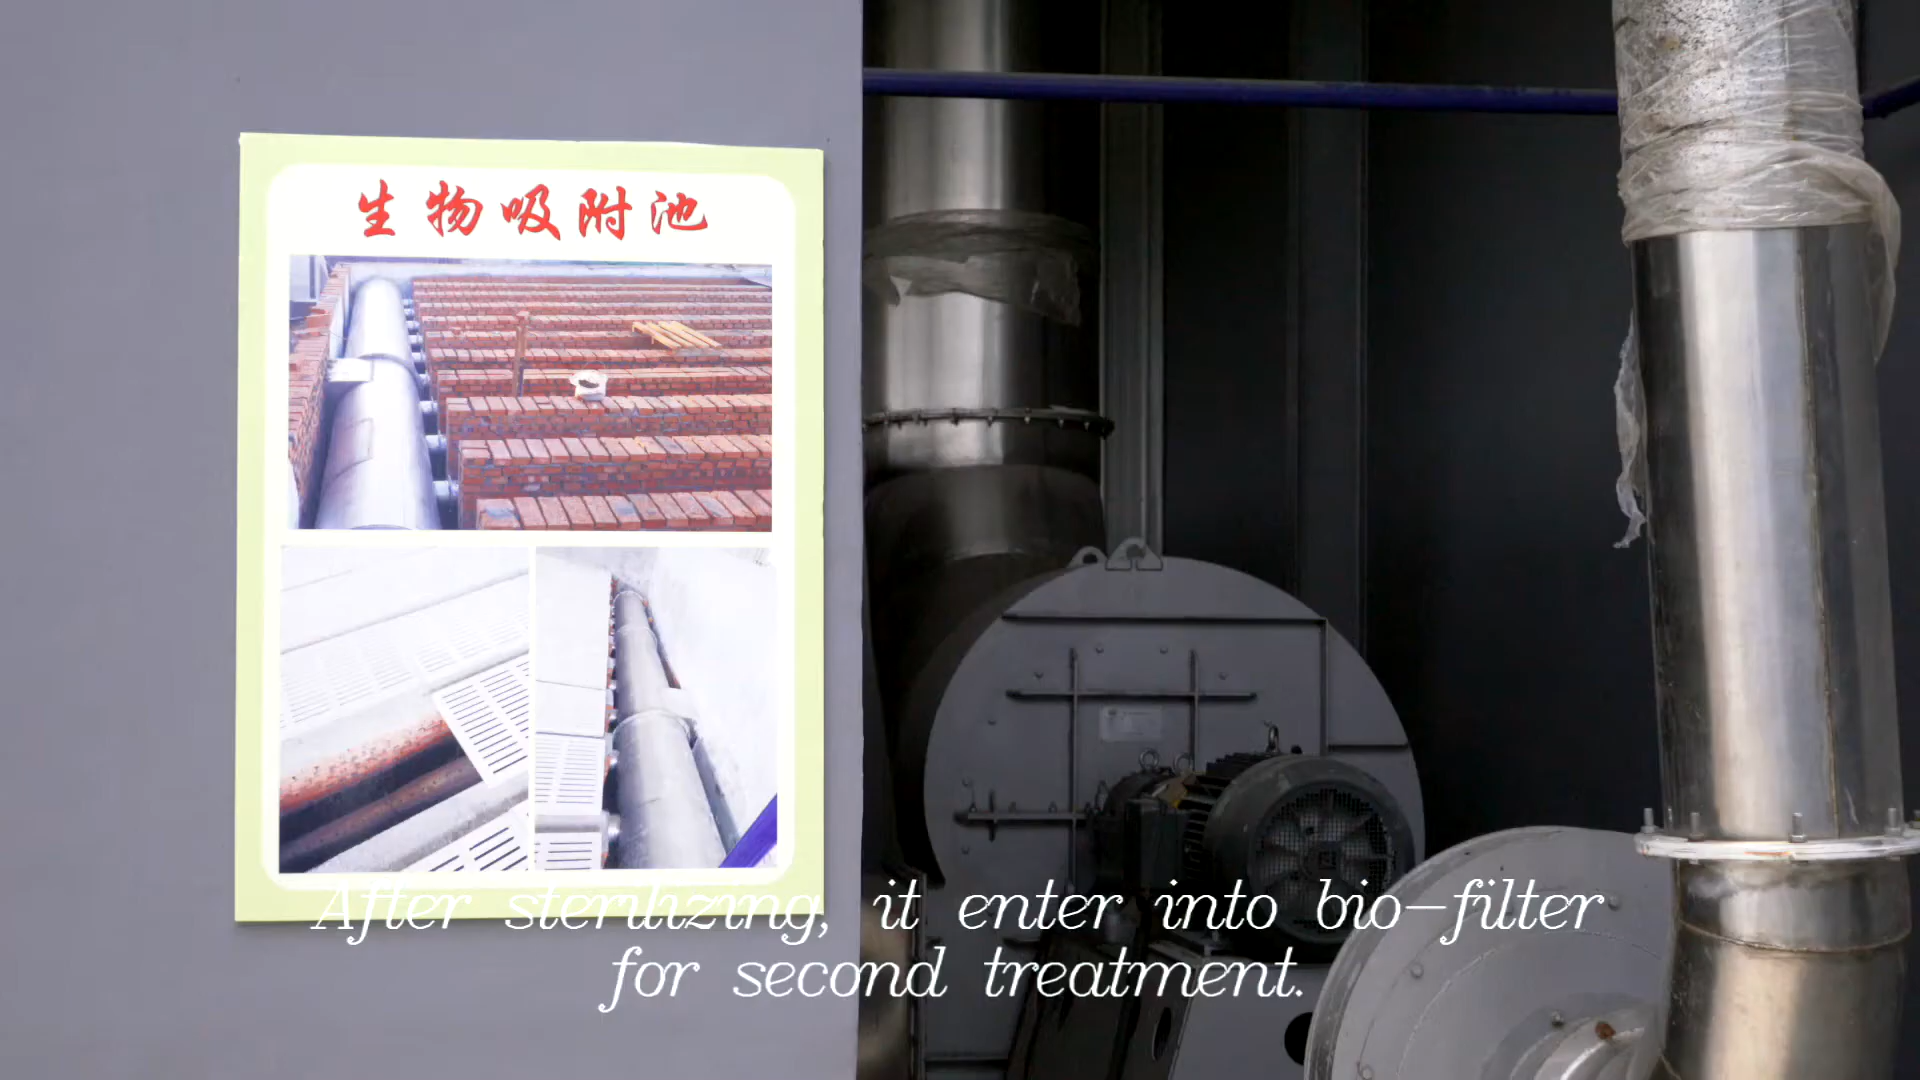 生物吸附池
After sterilizing, it enter into bio-filter
for second treatment.